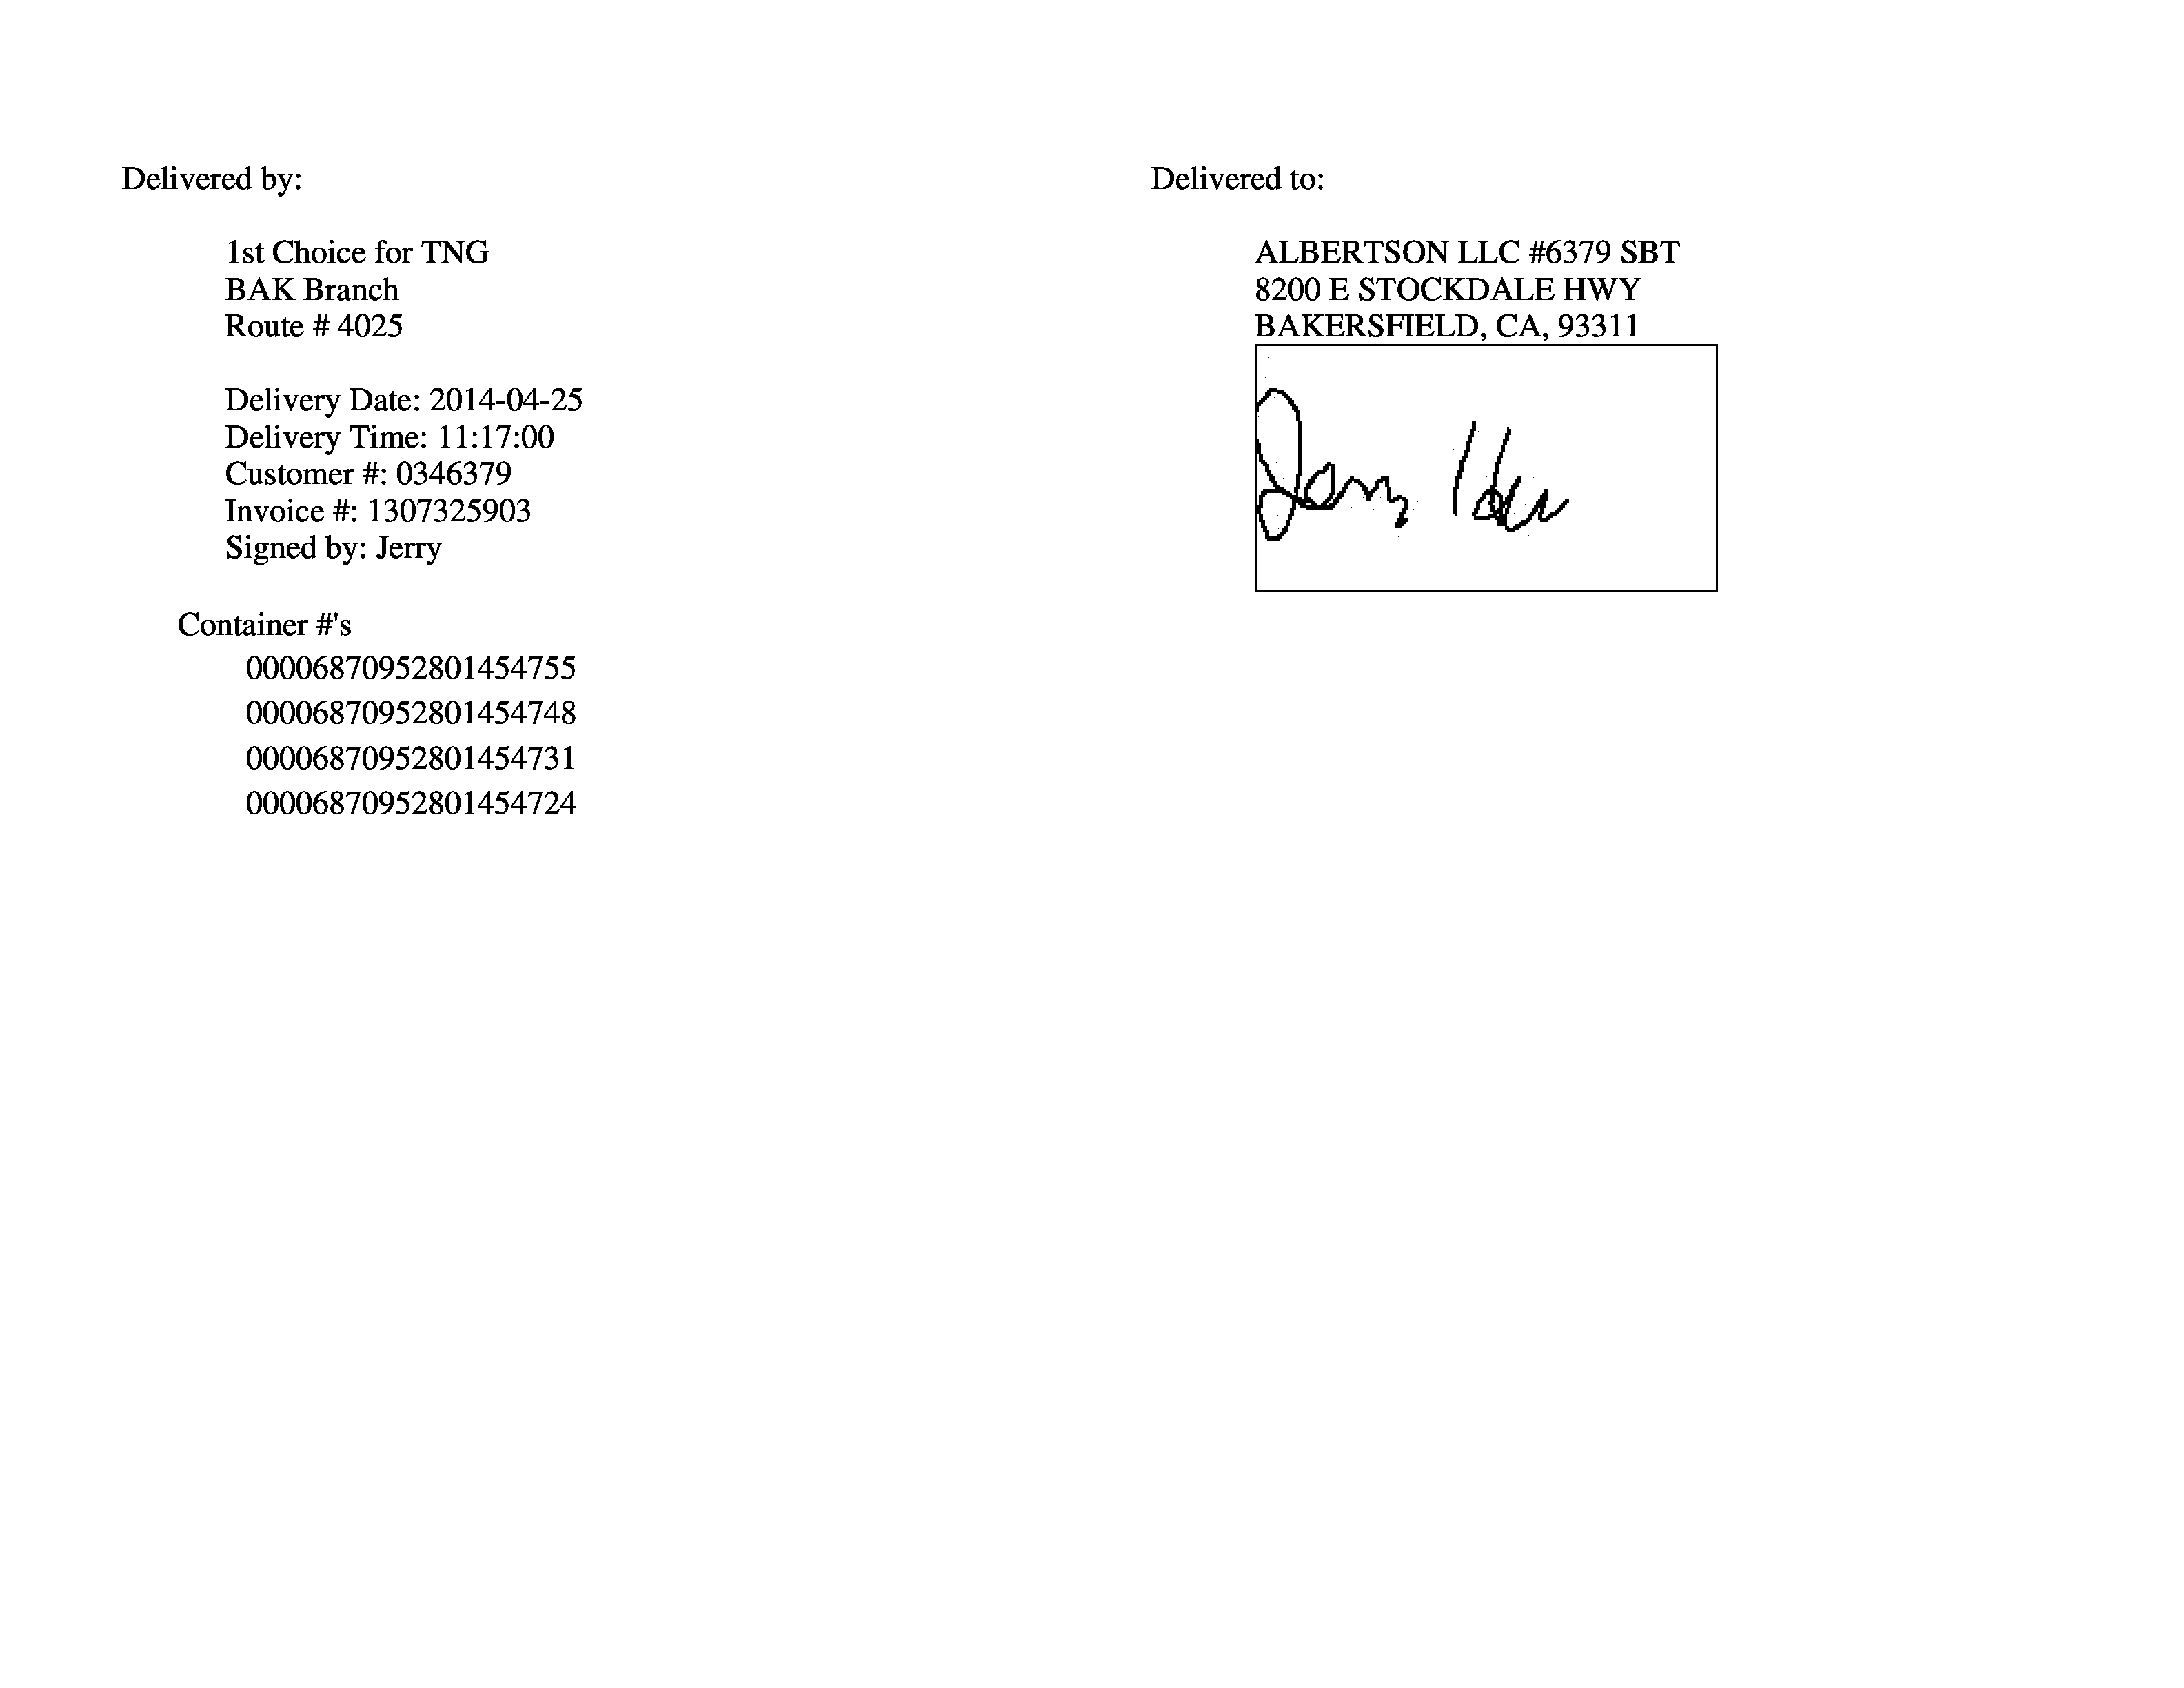 Delivered by:
1st Choice for TNG
BAK Branch
Route # 4025
Delivery Date: 2014-04-25
Delivery Time: 11:17:00
Customer #: 0346379
Invoice #: 1307325903
Signed by: Jerry
Container #'s
00006870952801454755
00006870952801454748
00006870952801454731
00006870952801454724
Delivered to:
ALBERTSON LLC #6379 SBT
8200 E STOCKDALE HWY
BAKERSFIELD, CA, 93311